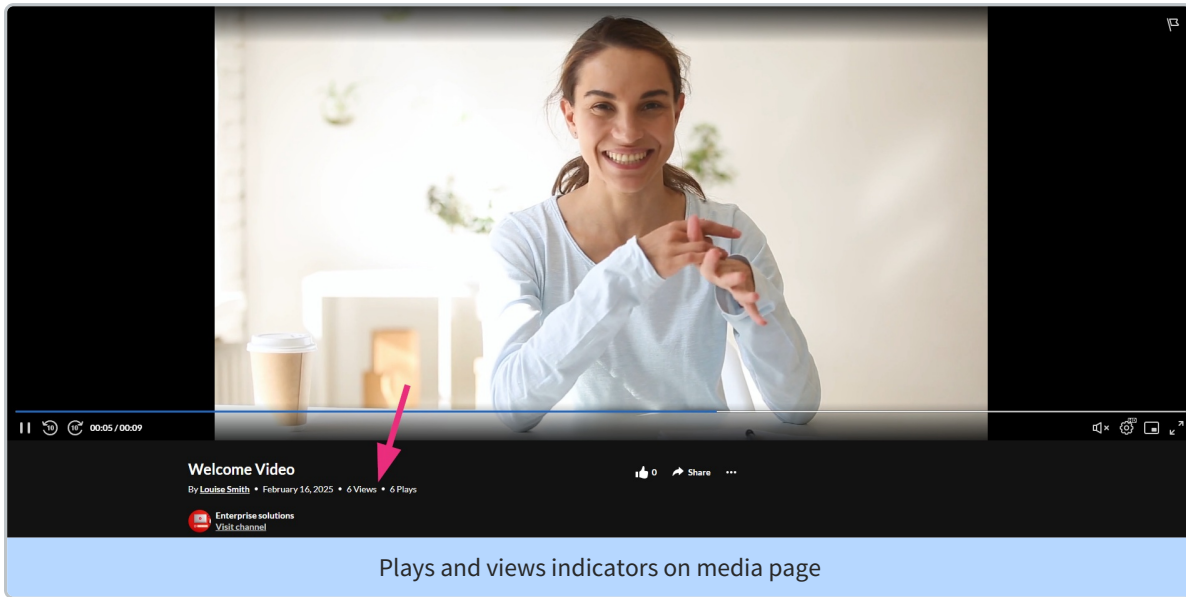 00:05 / 00:09
Welcome Video
By Louise Smith • February 16, 2025 • 6 Views • 6 Plays
0 Share
Enterprise solutions
Visit channel
Plays and views indicators on media page